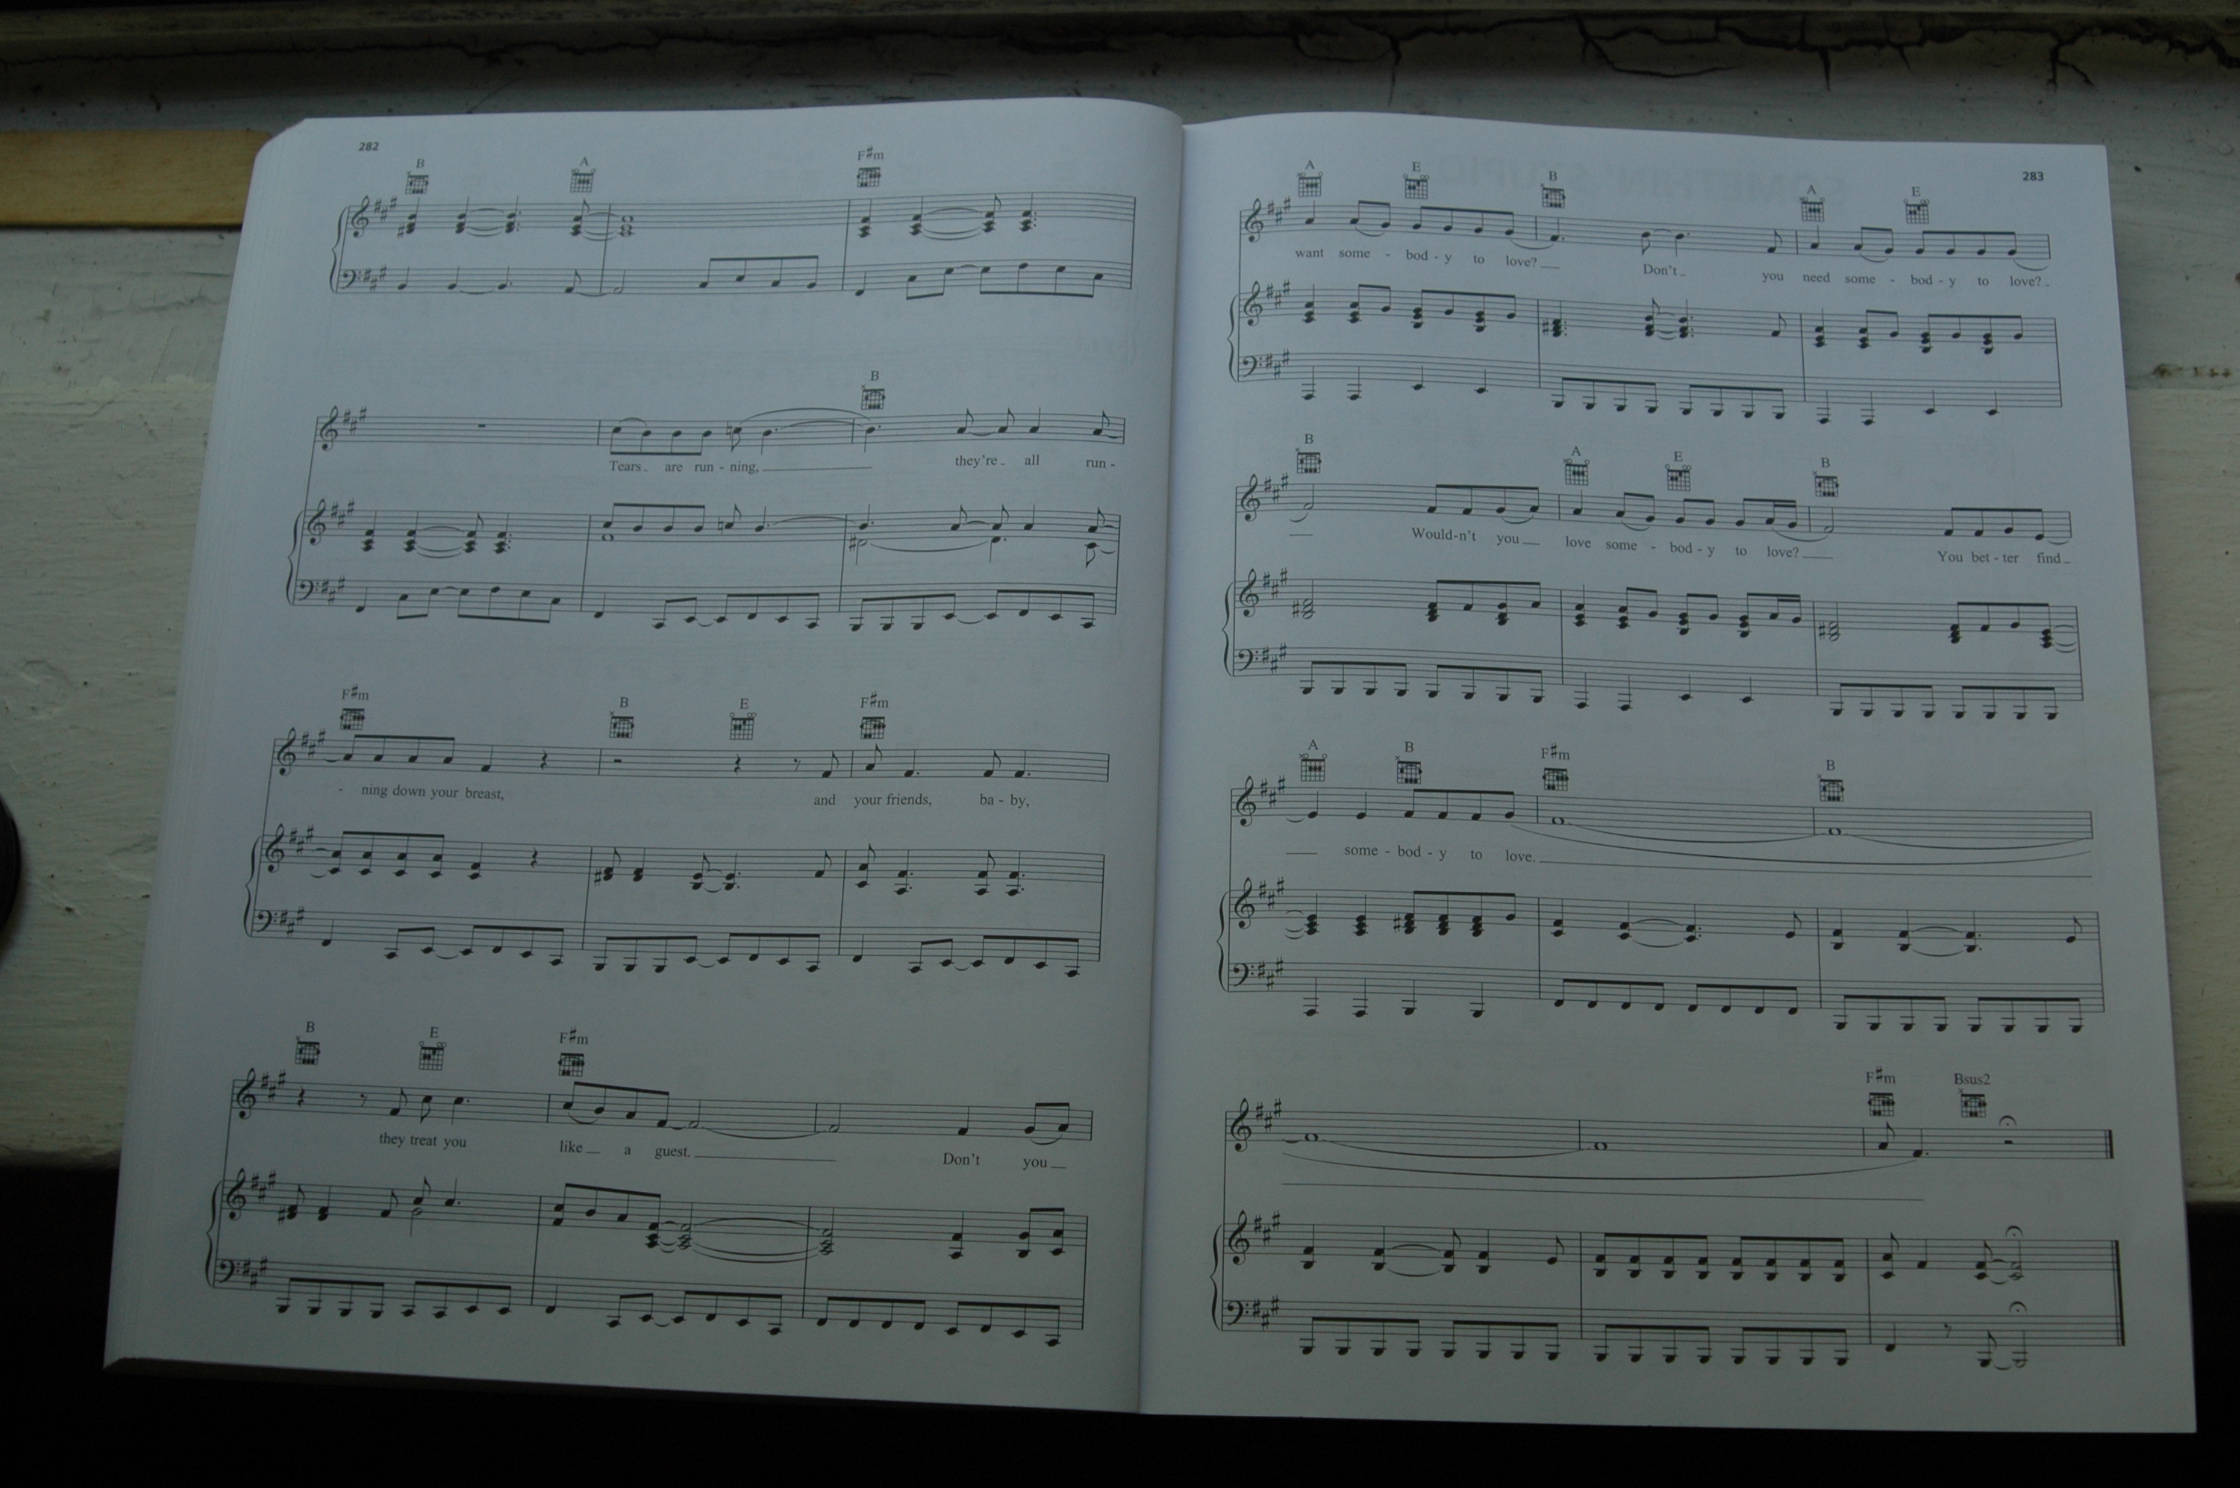 282
B A F#m
B
Tears are run - ning, they're all run -
F#m B E F#m
- ning down your breast, and your friends, ba - by,
B E F#m
they treat you like a guest. Don't you
283
A E B A E
want some - bod - y to love? Don't you need some - bod - y to love?
B A E B
Would-n't you love some - bod - y to love? You bet - ter find
A B F#m B
some - bod - y to love.
F#m Bsus2